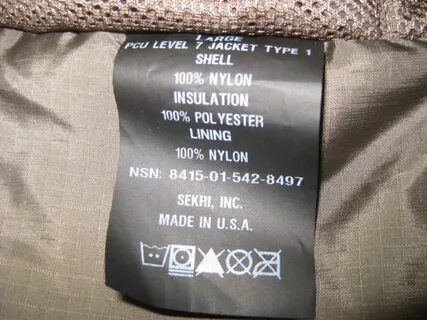 LARGE
PCU LEVEL 7 JACKET TYPE 1
SHELL
100% NYLON
INSULATION
100% POLYESTER
LINING
100% NYLON
NSN: 8415-01-542-8497
SEKRI, INC.
MADE IN U.S.A.